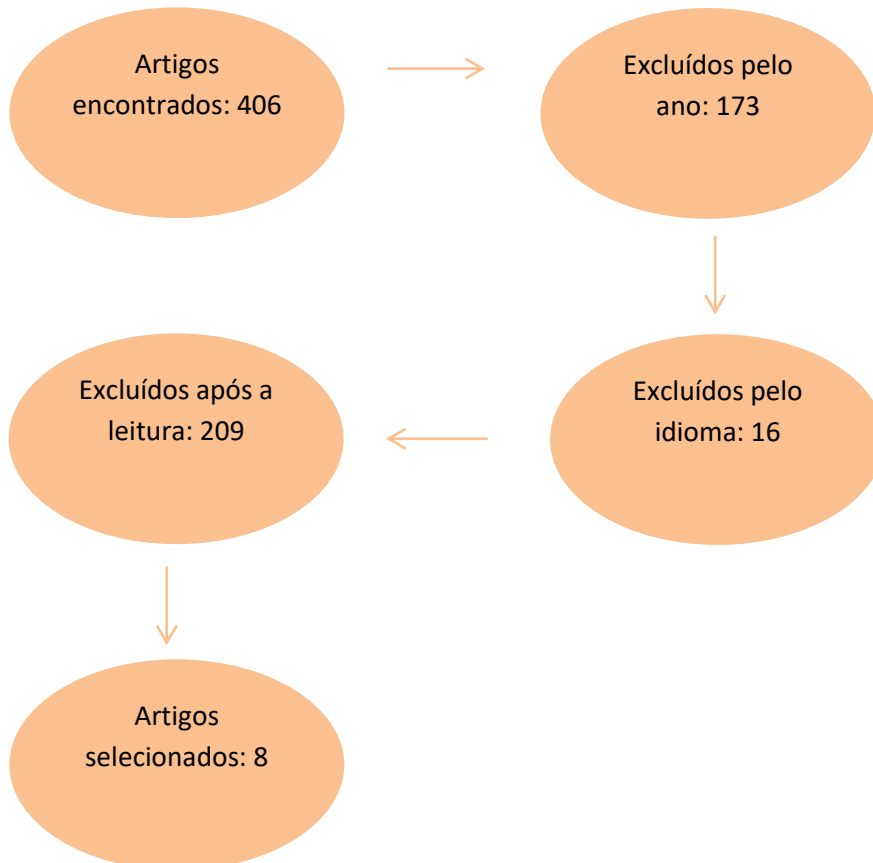 Artigos
encontrados: 406
Excluídos pelo
ano: 173
Excluídos pelo
idioma: 16
Excluídos após a
leitura: 209
Artigos
selecionados: 8